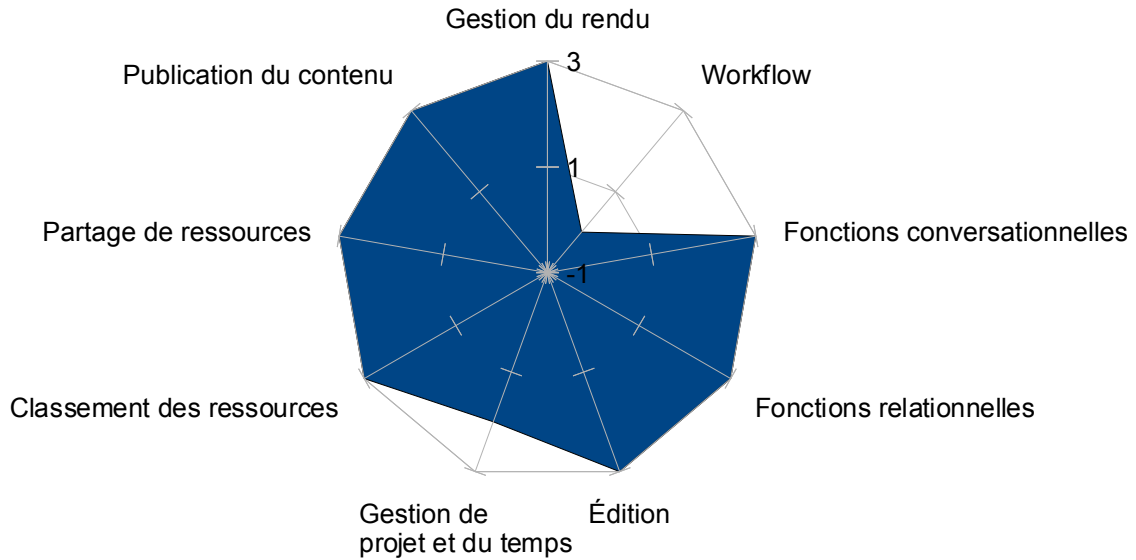 Gestion du rendu
3
Publication du contenu
Workflow
1
Partage de ressources
Fonctions conversationnelles
-1
Classement des ressources
Fonctions relationnelles
Gestion de
projet et du temps
Édition